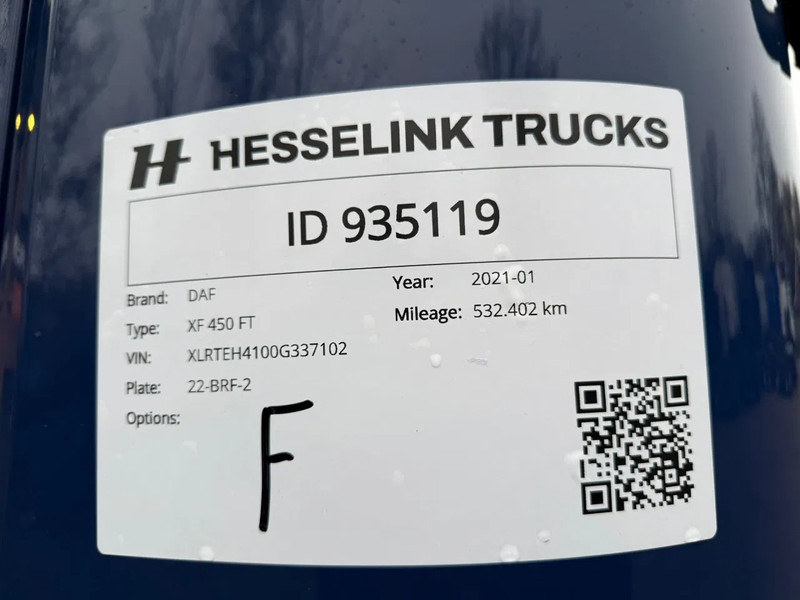 H HESSELINK TRUCKS
ID 935119
Brand: DAF
Type: XF 450 FT
VIN: XLRTEH4100G337102
Plate: 22-BRF-2
Options:
Year: 2021-01
Mileage: 532.402 km
F